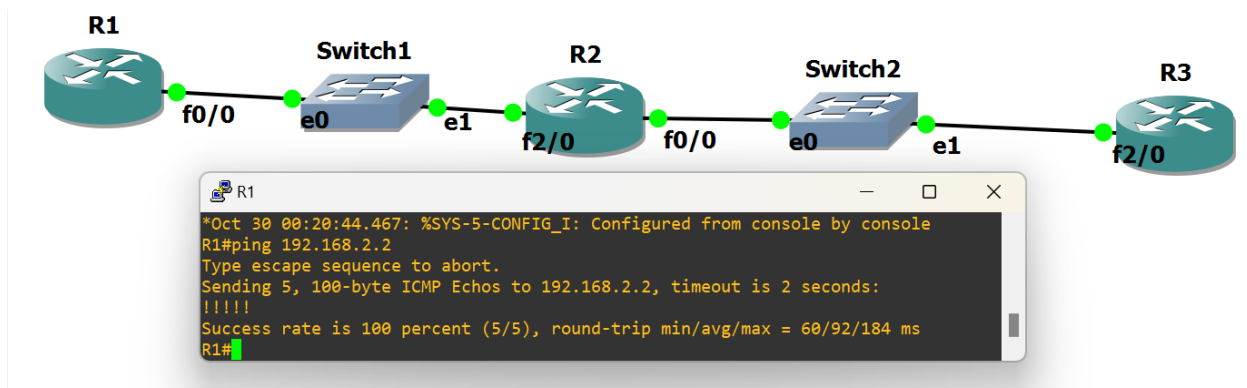 R1
Switch1
R2
Switch2
R3
f0/0
e0
e1
f2/0
f0/0
e0
e1
f2/0
R1
*Oct 30 00:20:44.467: %SYS-5-CONFIG_I: Configured from console by console
R1#ping 192.168.2.2
Type escape sequence to abort.
Sending 5, 100-byte ICMP Echos to 192.168.2.2, timeout is 2 seconds:
!!!!!
Success rate is 100 percent (5/5), round-trip min/avg/max = 60/92/184 ms
R1#